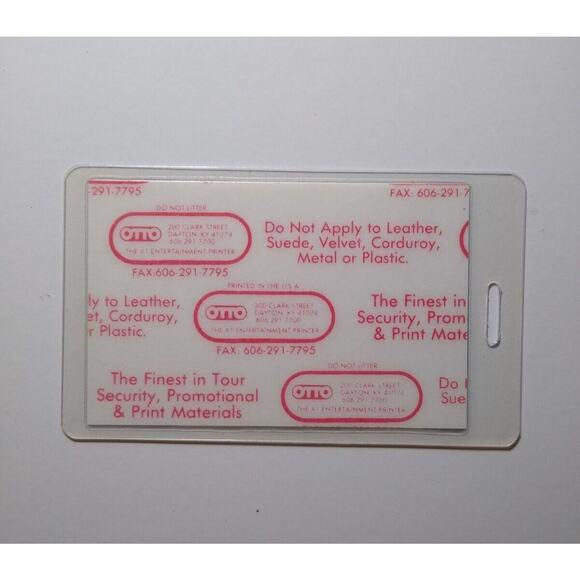 -291-7795
FAX: 606-291-7
DO NOT LITTER
OTTO
200 CLARK STREET
DAYTON, KY 41074
606 291 7700
THE #1 ENTERTAINMENT PRINTER
FAX: 606-291-7795
Do Not Apply to Leather,
Suede, Velvet, Corduroy,
Metal or Plastic.
ly to Leather,
et, Corduroy,
r Plastic.
PRINTED IN THE U.S.A.
OTTO
200 CLARK STREET
DAYTON, KY 41074
606 291 7700
THE #1 ENTERTAINMENT PRINTER
FAX: 606-291-7795
The Finest in
Security, Prom
& Print Mate
The Finest in Tour
Security, Promotional
& Print Materials
DO NOT LITTER
OTTO
200 CLARK STREET
DAYTON, KY 41074
606 291 7700
THE #1 ENTERTAINMENT PRINTER
Do
Sue